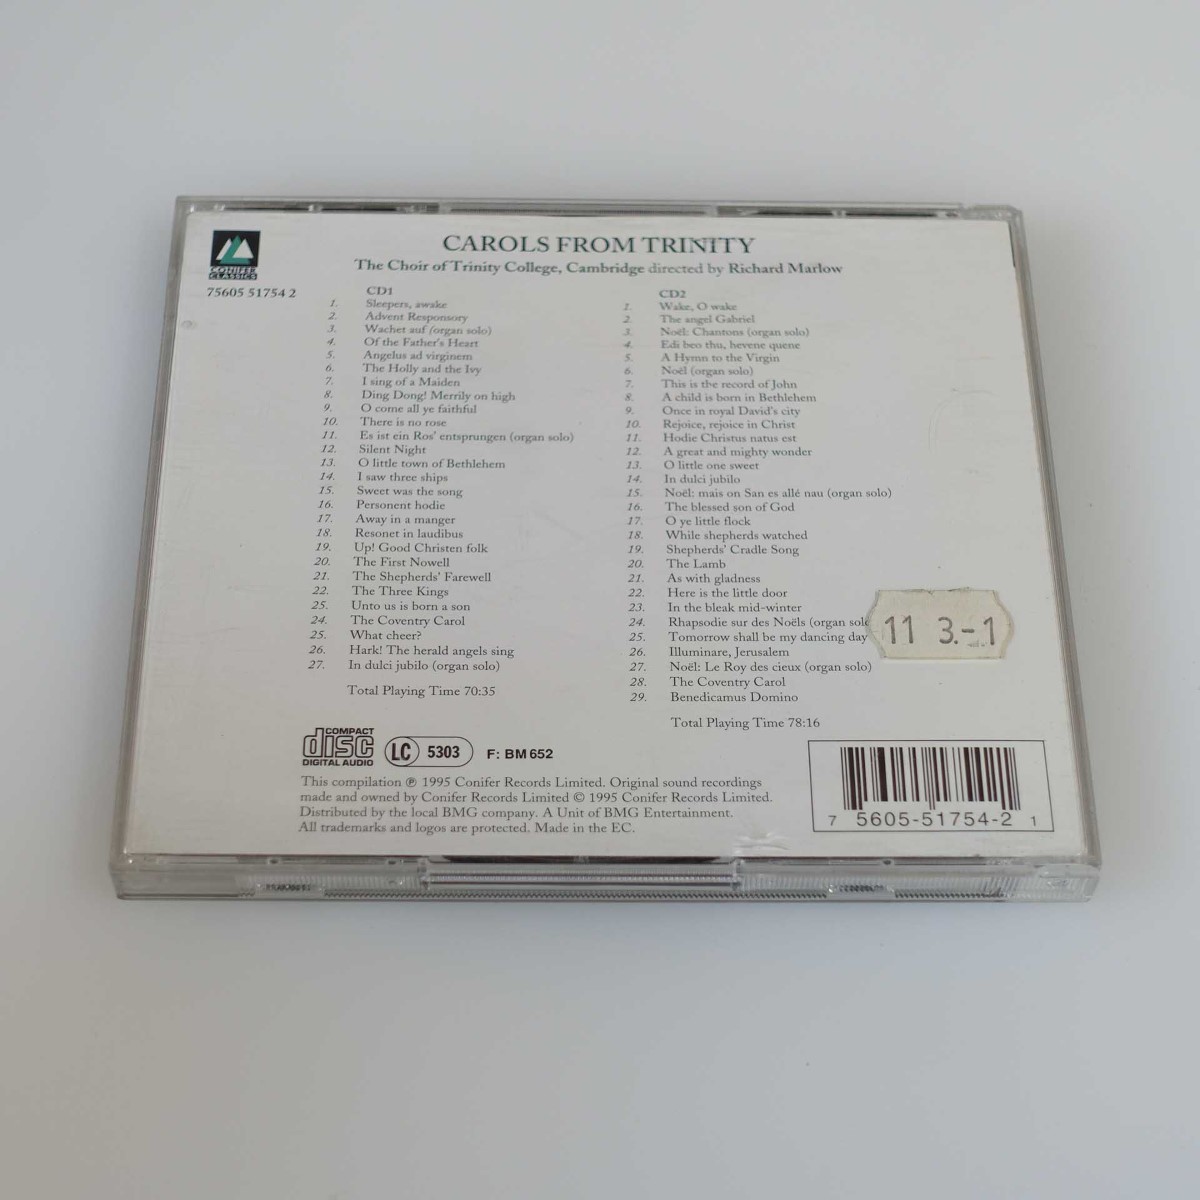 CAROLS FROM TRINITY
The Choir of Trinity College, Cambridge directed by Richard Marlow
CONIFER
CLASSICS
75605 51754 2
CD1
1. Sleepers, awake
2. Advent Responsory
3. Wachet auf (organ solo)
4. Of the Father's Heart
5. Angelus ad virginem
6. The Holly and the Ivy
7. I sing of a Maiden
8. Ding Dong! Merrily on high
9. O come all ye faithful
10. There is no rose
11. Es ist ein Ros' entsprungen (organ solo)
12. Silent Night
13. O little town of Bethlehem
14. I saw three ships
15. Sweet was the song
16. Personent hodie
17. Away in a manger
18. Resonet in laudibus
19. Up! Good Christen folk
20. The First Nowell
21. The Shepherds' Farewell
22. The Three Kings
25. Unto us is born a son
24. The Coventry Carol
25. What cheer?
26. Hark! The herald angels sing
27. In dulci jubilo (organ solo)
Total Playing Time 70:35
CD2
1. Wake, O wake
2. The angel Gabriel
3. Noël: Chantons (organ solo)
4. Edi beo thu, hevene quene
5. A Hymn to the Virgin
6. Noël (organ solo)
7. This is the record of John
8. A child is born in Bethlehem
9. Once in royal David's city
10. Rejoice, rejoice in Christ
11. Hodie Christus natus est
12. A great and mighty wonder
13. O little one sweet
14. In dulci jubilo
15. Noël: mais on San es allé nau (organ solo)
16. The blessed son of God
17. O ye little flock
18. While shepherds watched
19. Shepherds' Cradle Song
20. The Lamb
21. As with gladness
22. Here is the little door
23. In the bleak mid-winter
24. Rhapsodie sur des Noëls (organ solo
25. Tomorrow shall be my dancing day
26. Illuminare, Jerusalem
27. Noël: Le Roy des cieux (organ solo)
28. The Coventry Carol
29. Benedicamus Domino
Total Playing Time 78:16
11 3.-1
COMPACT
disc
DIGITAL AUDIO
LC 5303
F: BM 652
This compilation ℗ 1995 Conifer Records Limited. Original sound recordings
made and owned by Conifer Records Limited © 1995 Conifer Records Limited.
Distributed by the local BMG company. A Unit of BMG Entertainment.
All trademarks and logos are protected. Made in the EC.
7 5605-51754-2 1